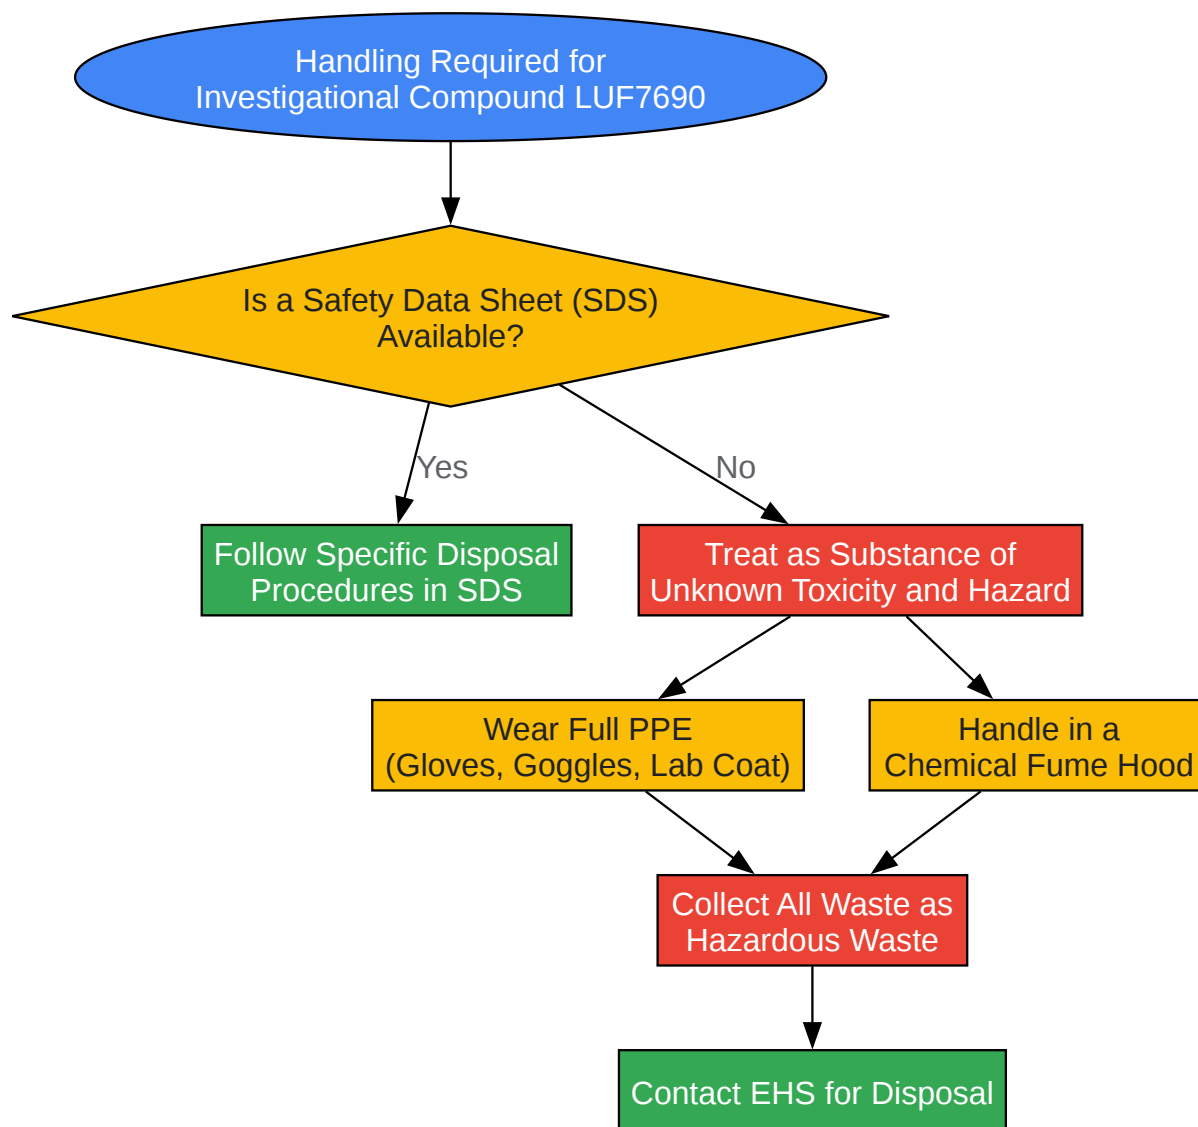 Handling Required for
Investigational Compound LUF7690
Is a Safety Data Sheet (SDS)
Available?
Yes
No
Follow Specific Disposal
Procedures in SDS
Treat as Substance of
Unknown Toxicity and Hazard
Wear Full PPE
(Gloves, Goggles, Lab Coat)
Handle in a
Chemical Fume Hood
Collect All Waste as
Hazardous Waste
Contact EHS for Disposal